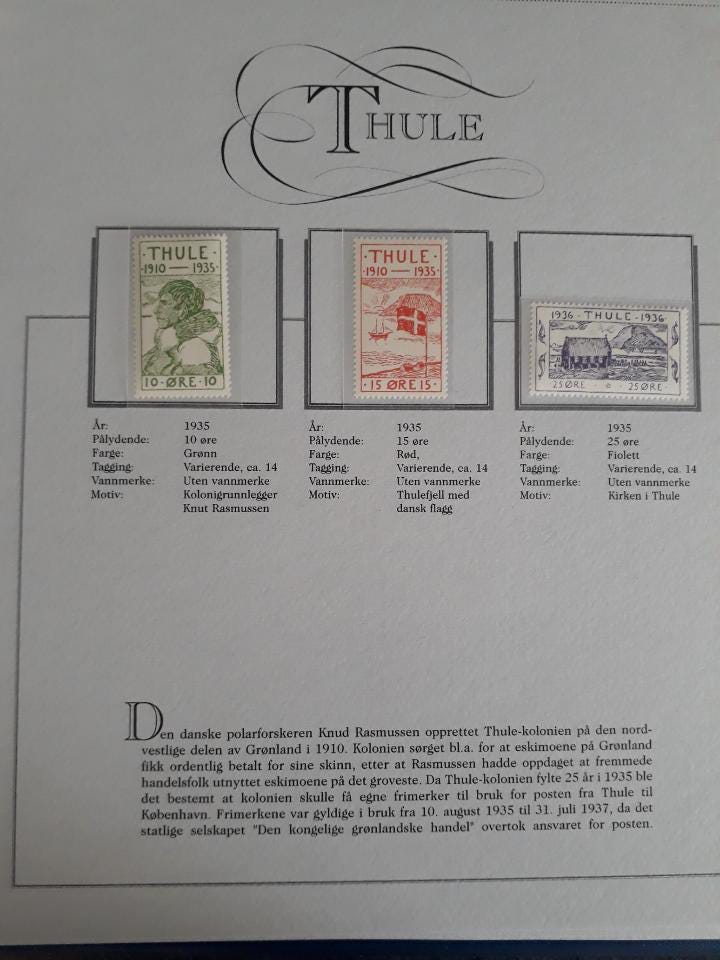 THULE
·THULE·
·1910 — 1935·
10·ØRE·10
·THULE·
·1910 — 1935·
·15 ØRE 15·
1936 · THULE · 1936
25 ØRE · ☆ · 25 ØRE·
År: 1935
Pålydende: 10 øre
Farge: Grønn
Tagging: Varierende, ca. 14
Vannmerke: Uten vannmerke
Motiv: Kolonigrunnlegger
Knut Rasmussen
År: 1935
Pålydende: 15 øre
Farge: Rød,
Tagging: Varierende, ca. 14
Vannmerke: Uten vannmerke
Motiv: Thulefjell med
dansk flagg
År: 1935
Pålydende: 25 øre
Farge: Fiolett
Tagging: Varierende, ca. 14
Vannmerke: Uten vannmerke
Motiv: Kirken i Thule
Den danske polarforskeren Knud Rasmussen opprettet Thule-kolonien på den nord-
vestlige delen av Grønland i 1910. Kolonien sørget bl.a. for at eskimoene på Grønland
fikk ordentlig betalt for sine skinn, etter at Rasmussen hadde oppdaget at fremmede
handelsfolk utnyttet eskimoene på det groveste. Da Thule-kolonien fylte 25 år i 1935 ble
det bestemt at kolonien skulle få egne frimerker til bruk for posten fra Thule til
København. Frimerkene var gyldige i bruk fra 10. august 1935 til 31. juli 1937, da det
statlige selskapet "Den kongelige grønlandske handel" overtok ansvaret for posten.